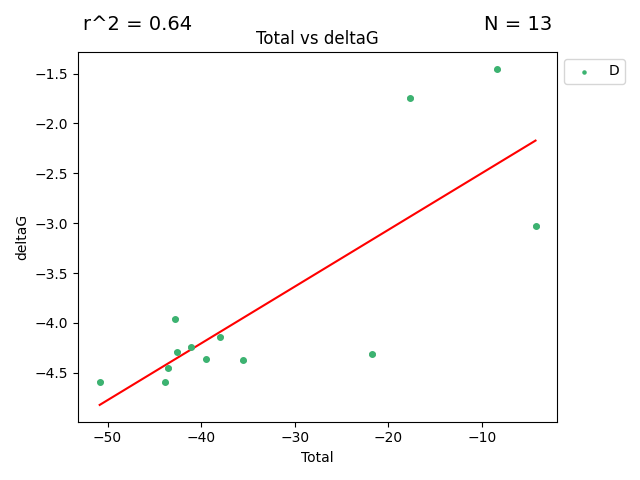 r^2 = 0.64
N = 13
Total vs deltaG
D
−1.5
−2.0
−2.5
−3.0
−3.5
−4.0
−4.5
deltaG
−50
−40
−30
−20
−10
Total